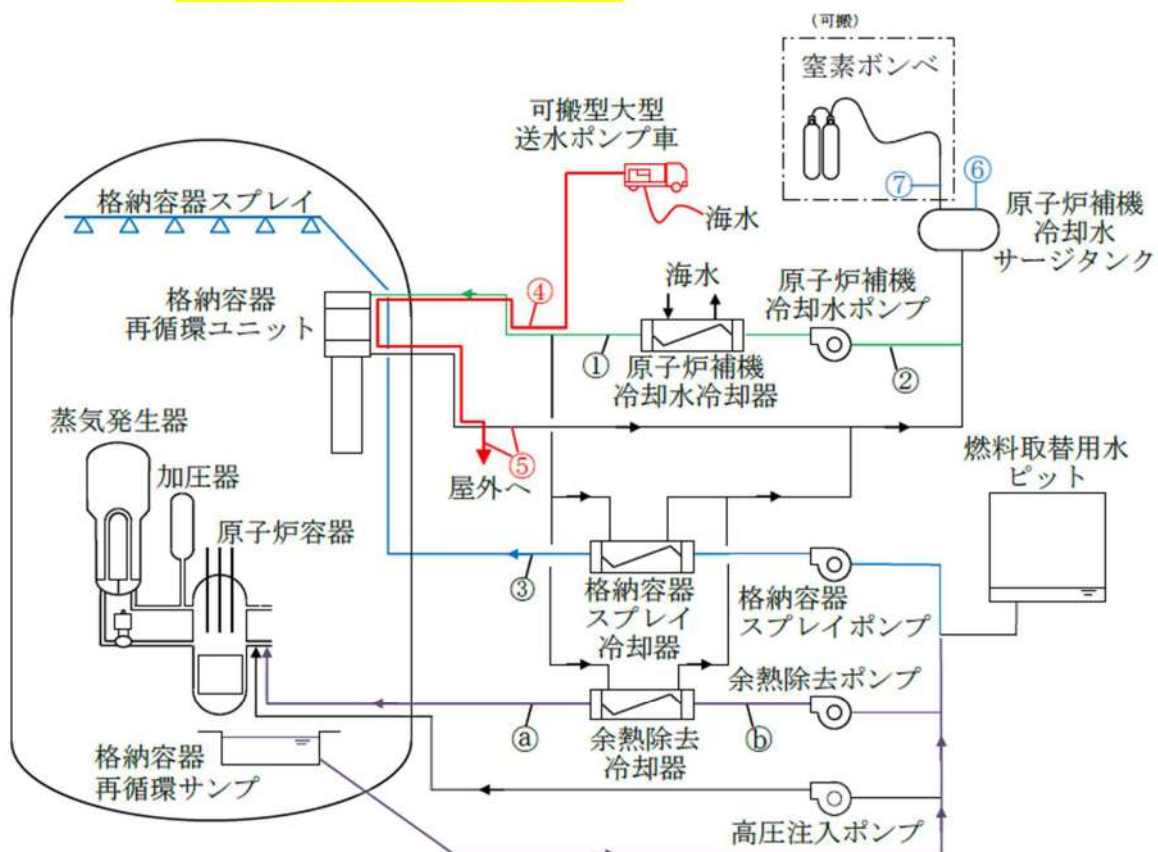 （可搬）
窒素ボンベ
⑦
⑥
原子炉補機
冷却水
サージタンク
可搬型大型
送水ポンプ車
海水
格納容器スプレイ
格納容器
再循環ユニット
④
海水
原子炉補機
冷却水ポンプ
①
原子炉補機
冷却水冷却器
②
⑤
屋外へ
蒸気発生器
加圧器
原子炉容器
燃料取替用水
ピット
③
格納容器
スプレイ
冷却器
格納容器
スプレイポンプ
余熱除去ポンプ
ⓐ
余熱除去
冷却器
ⓑ
格納容器
再循環サンプ
高圧注入ポンプ